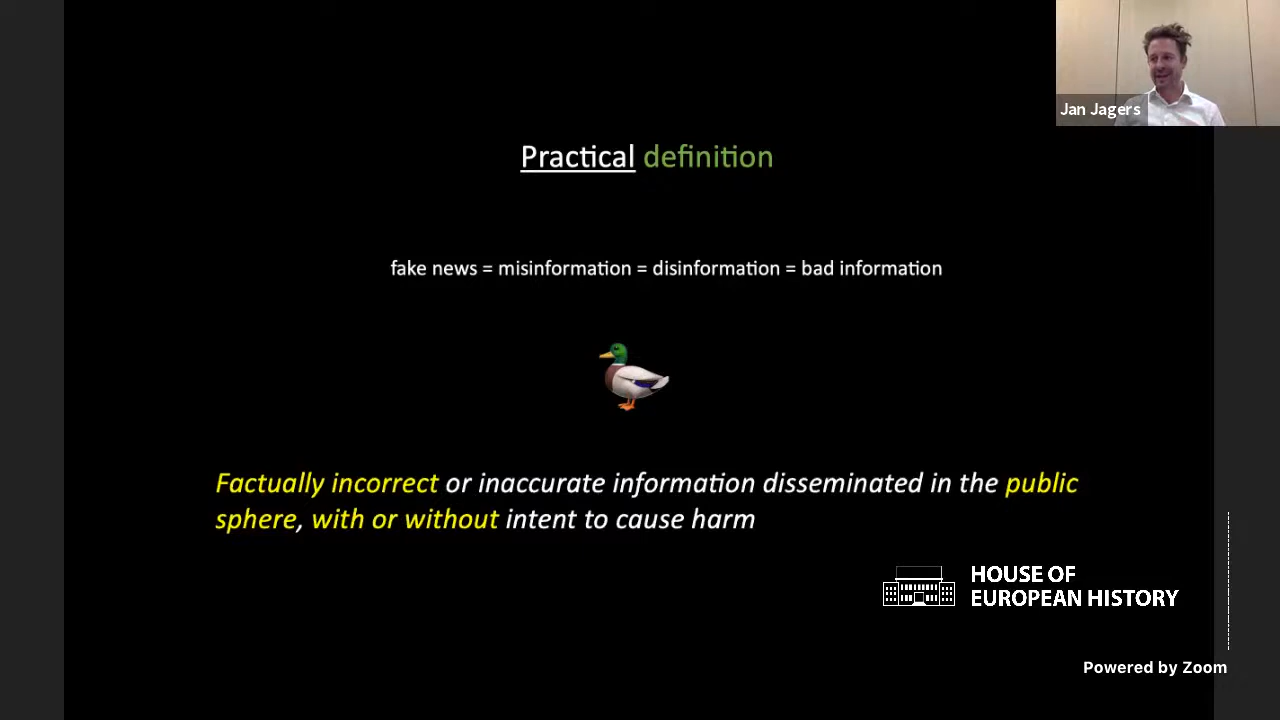 Jan Jagers
Practical definition
fake news = misinformation = disinformation = bad information
Factually incorrect or inaccurate information disseminated in the public
sphere, with or without intent to cause harm
HOUSE OF
EUROPEAN HISTORY
Powered by Zoom